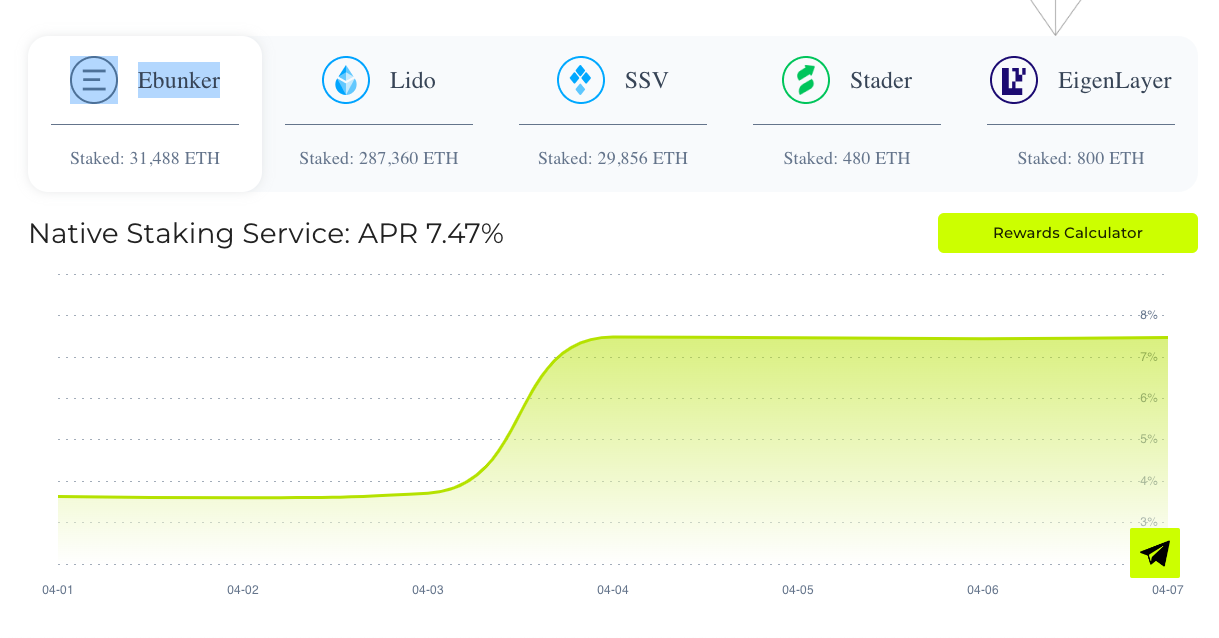 Ebunker Lido SSV Stader EigenLayer
Staked: 31,488 ETH Staked: 287,360 ETH Staked: 29,856 ETH Staked: 480 ETH Staked: 800 ETH
Native Staking Service: APR 7.47% Rewards Calculator
8%
7%
6%
5%
4%
3%
04-01 04-02 04-03 04-04 04-05 04-06 04-07